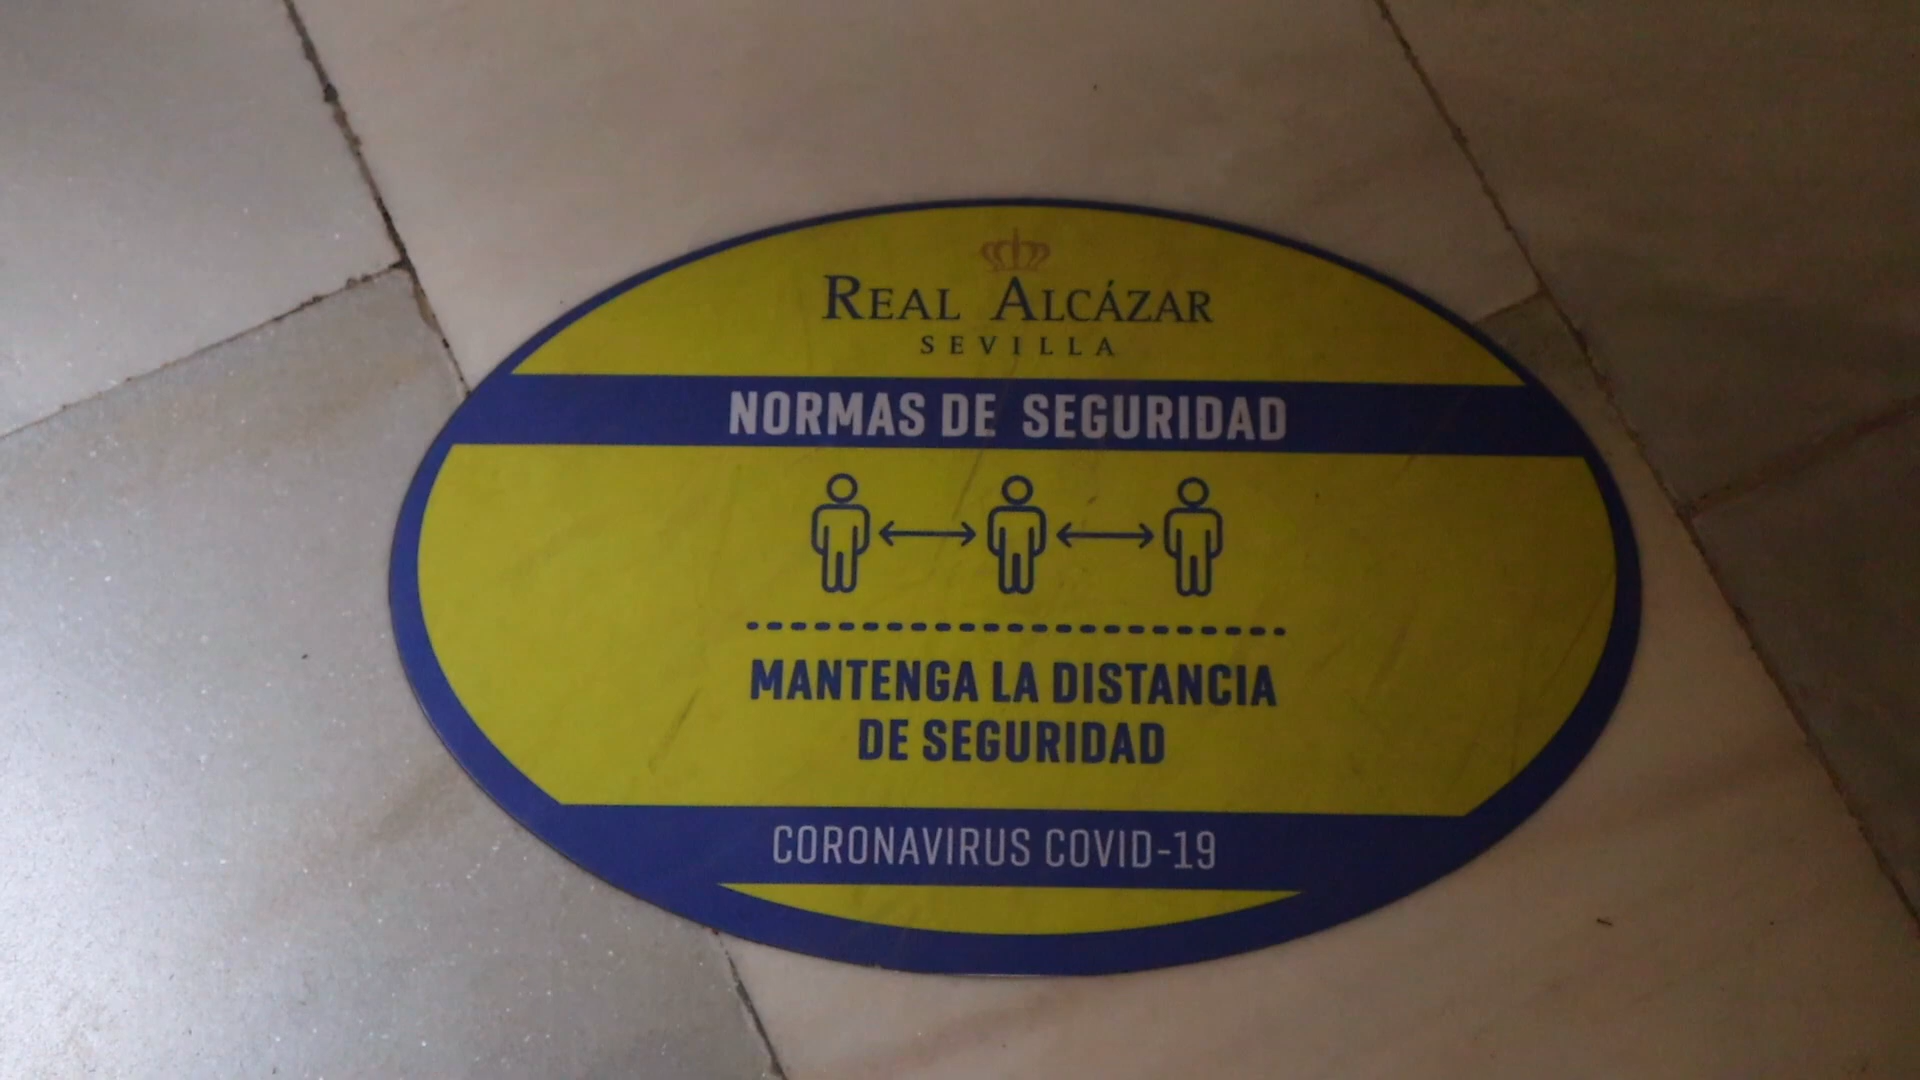 REAL ALCÁZAR
SEVILLA
NORMAS DE SEGURIDAD
MANTENGA LA DISTANCIA
DE SEGURIDAD
CORONAVIRUS COVID-19